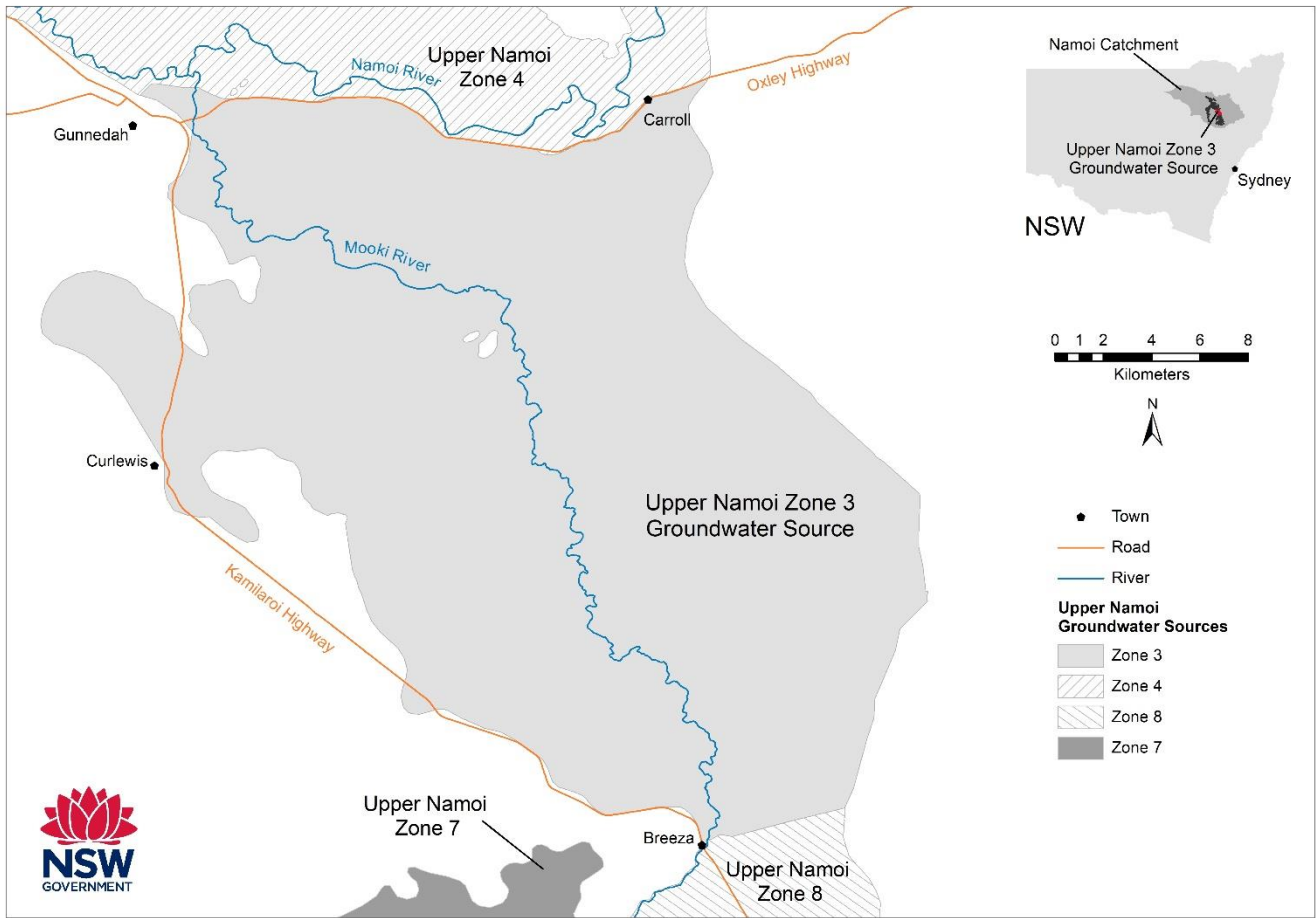 Upper Namoi
Zone 4
Namoi River
Oxley Highway
Gunnedah
Carroll
Mooki River
Curlewis
Upper Namoi Zone 3
Groundwater Source
Kamilaroi Highway
Upper Namoi
Zone 7
Breeza
Upper Namoi
Zone 8
NSW
GOVERNMENT
Namoi Catchment
Upper Namoi Zone 3
Groundwater Source
Sydney
NSW
0 1 2 4 6 8
Kilometers
N
Town
Road
River
Upper Namoi
Groundwater Sources
Zone 3
Zone 4
Zone 8
Zone 7